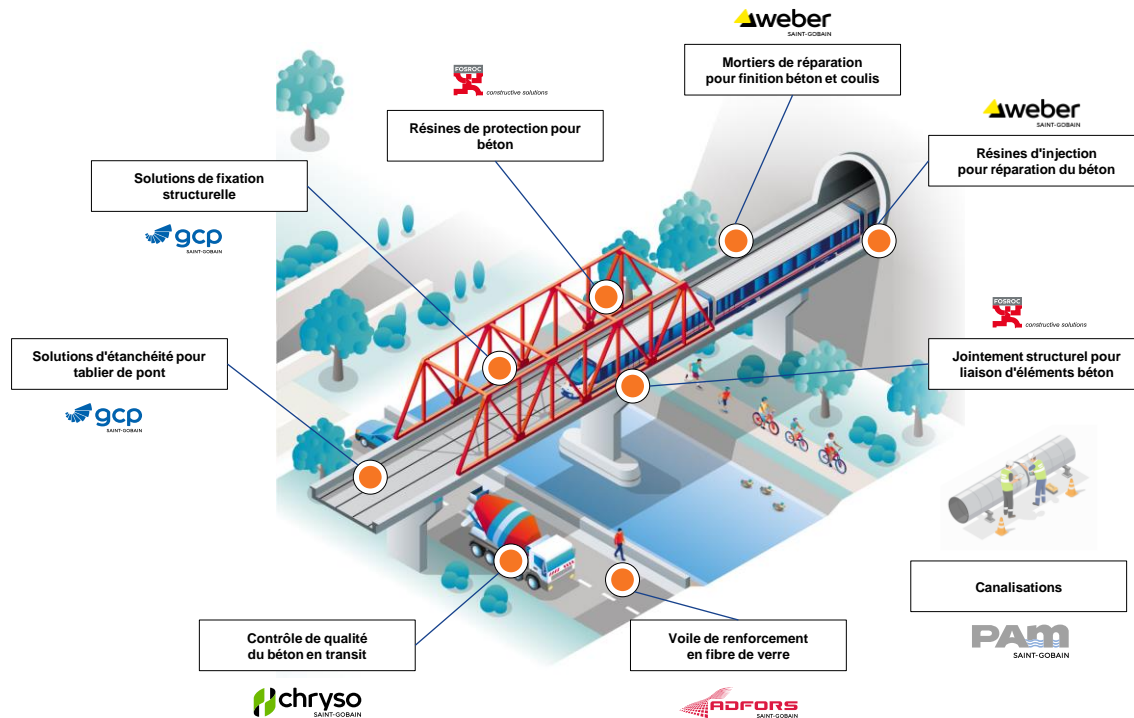 weber
SAINT-GOBAIN
Mortiers de réparation
pour finition béton et coulis
FOSROC
constructive solutions
Résines de protection pour
béton
weber
SAINT-GOBAIN
Résines d'injection
pour réparation du béton
Solutions de fixation
structurelle
gcp
SAINT-GOBAIN
FOSROC
constructive solutions
Jointement structurel pour
liaison d'éléments béton
Solutions d'étanchéité pour
tablier de pont
gcp
SAINT-GOBAIN
Canalisations
PAM
SAINT-GOBAIN
Contrôle de qualité
du béton en transit
chryso
SAINT-GOBAIN
Voile de renforcement
en fibre de verre
ADFORS
SAINT-GOBAIN